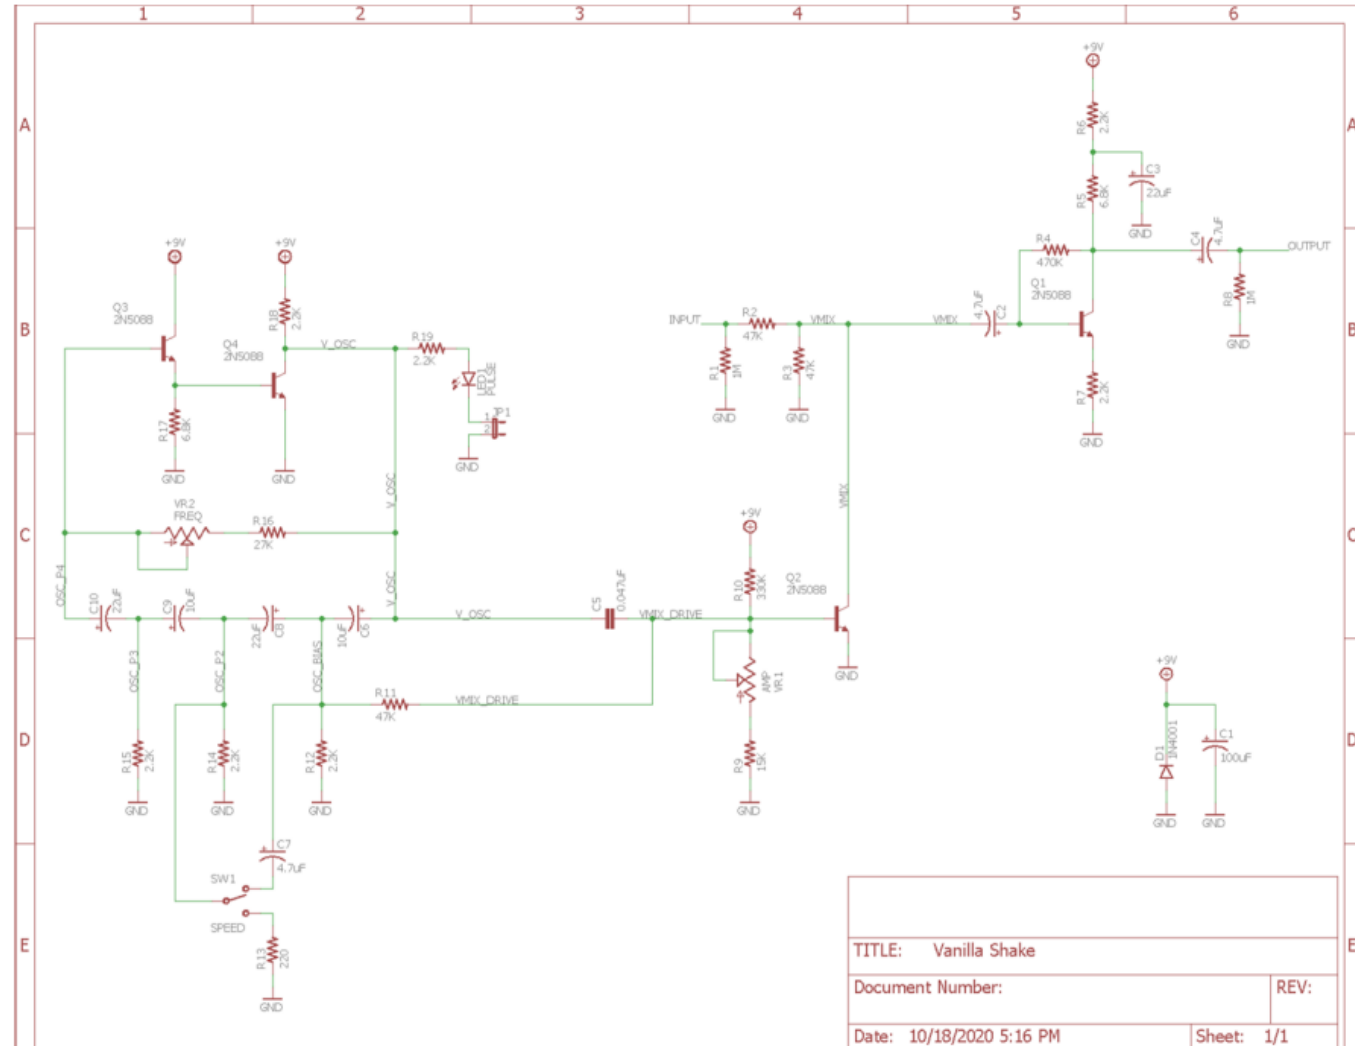 1 2 3 4 5 6
A
A
B
B
C
C
D
D
E
E
+9V
R6
2.2K
R5
6.8K
C3
22uF
GND
R4
470K
C4
4.7uF
OUTPUT
R8
1M
GND
Q1
2N5088
R7
2.2K
GND
4.7uF
C2
INPUT
R2
47K
VMIX
VMIX
R1
1M
GND
R3
47K
GND
VMIX
+9V
Q3
2N5088
R17
6.8K
GND
+9V
R18
2.2K
Q4
2N5088
GND
V_OSC
R19
2.2K
LED1
PULSE
JP1
1
2
GND
V_OSC
VR2
FREQ
R16
27K
V_OSC
OSC_P4
C10
22uF
C9
10uF
22uF
C8
10uF
C6
V_OSC
C5
0.047uF
VMIX_DRIVE
+9V
R10
330K
Q2
2N5088
GND
AMP
VR1
R9
15K
GND
OSC_P3
OSC_P2
OSC_BIAS
R11
47K
VMIX_DRIVE
R15
2.2K
GND
R14
2.2K
GND
R12
2.2K
GND
C7
4.7uF
SW1
SPEED
R13
220
GND
+9V
D1
1N4001
GND
C1
100uF
GND
TITLE: Vanilla Shake
Document Number:
REV:
Date: 10/18/2020 5:16 PM
Sheet: 1/1